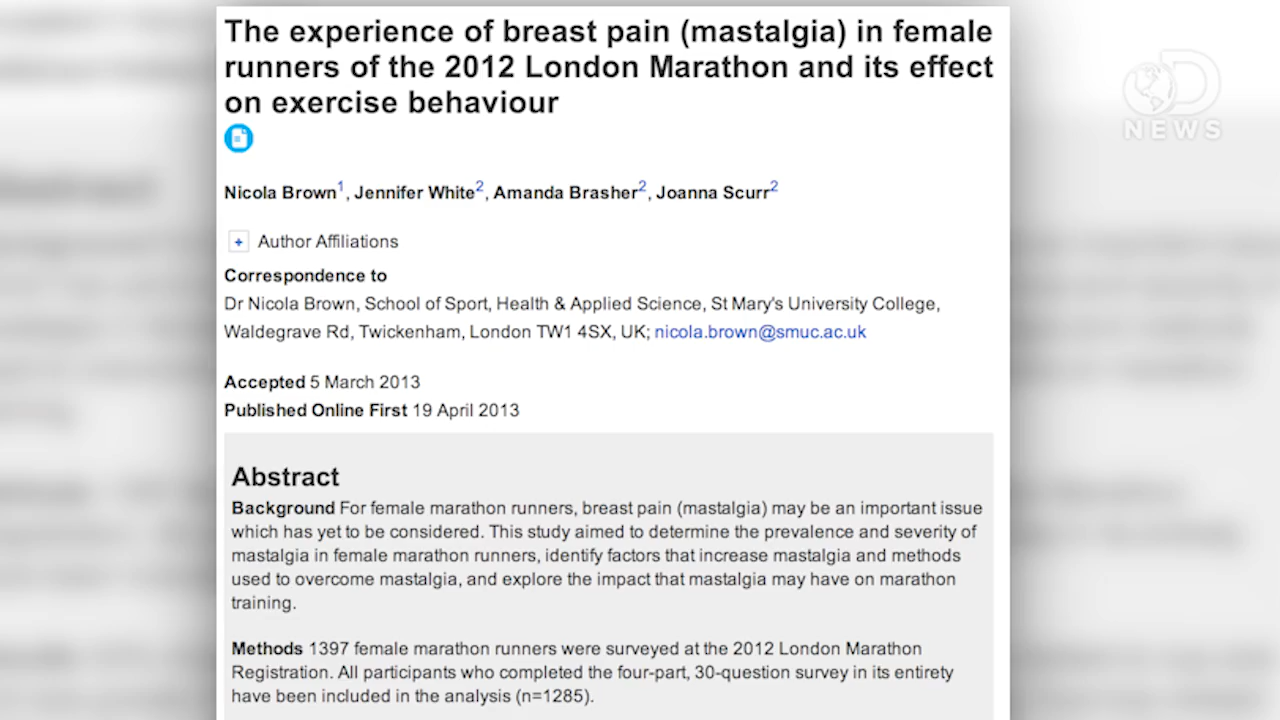 The experience of breast pain (mastalgia) in female
runners of the 2012 London Marathon and its effect
on exercise behaviour
D
NEWS
Nicola Brown1, Jennifer White2, Amanda Brasher2, Joanna Scurr2
+ Author Affiliations
Correspondence to
Dr Nicola Brown, School of Sport, Health & Applied Science, St Mary's University College,
Waldegrave Rd, Twickenham, London TW1 4SX, UK; nicola.brown@smuc.ac.uk
Accepted 5 March 2013
Published Online First 19 April 2013
Abstract
Background For female marathon runners, breast pain (mastalgia) may be an important issue
which has yet to be considered. This study aimed to determine the prevalence and severity of
mastalgia in female marathon runners, identify factors that increase mastalgia and methods
used to overcome mastalgia, and explore the impact that mastalgia may have on marathon
training.
Methods 1397 female marathon runners were surveyed at the 2012 London Marathon
Registration. All participants who completed the four-part, 30-question survey in its entirety
have been included in the analysis (n=1285).